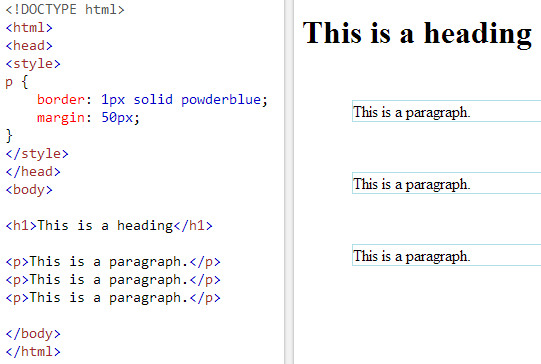 <!DOCTYPE html>
<html>
<head>
<style>
p {
    border: 1px solid powderblue;
    margin: 50px;
}
</style>
</head>
<body>

<h1>This is a heading</h1>

<p>This is a paragraph.</p>
<p>This is a paragraph.</p>
<p>This is a paragraph.</p>

</body>
</html>
This is a heading
This is a paragraph.
This is a paragraph.
This is a paragraph.